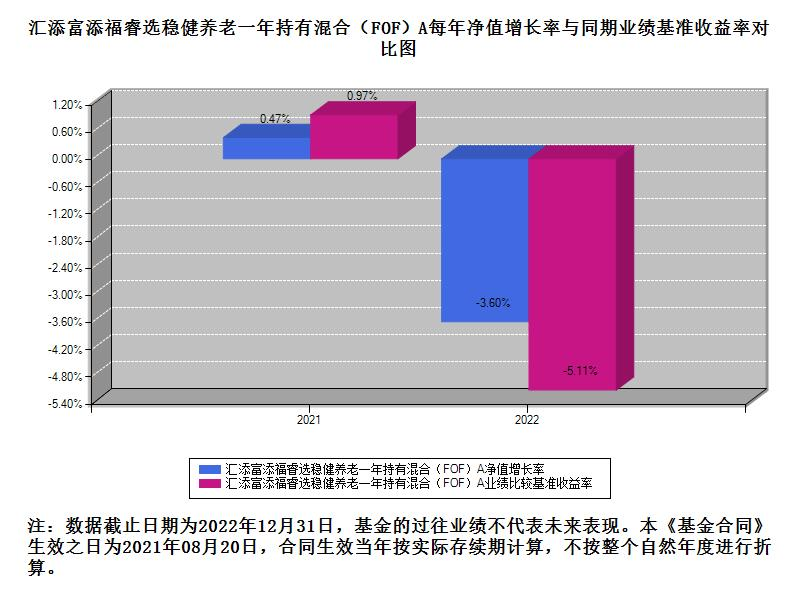 汇添富添福睿选稳健养老一年持有混合（FOF）A每年净值增长率与同期业绩基准收益率对
比图
1.20%
0.60%
0.00%
-0.60%
-1.20%
-1.80%
-2.40%
-3.00%
-3.60%
-4.20%
-4.80%
-5.40%
0.47%
0.97%
-3.60%
-5.11%
2021
2022
汇添富添福睿选稳健养老一年持有混合（FOF）A净值增长率
汇添富添福睿选稳健养老一年持有混合（FOF）A业绩比较基准收益率
注：数据截止日期为2022年12月31日，基金的过往业绩不代表未来表现。本《基金合同》
生效之日为2021年08月20日，合同生效当年按实际存续期计算，不按整个自然年度进行折
算。